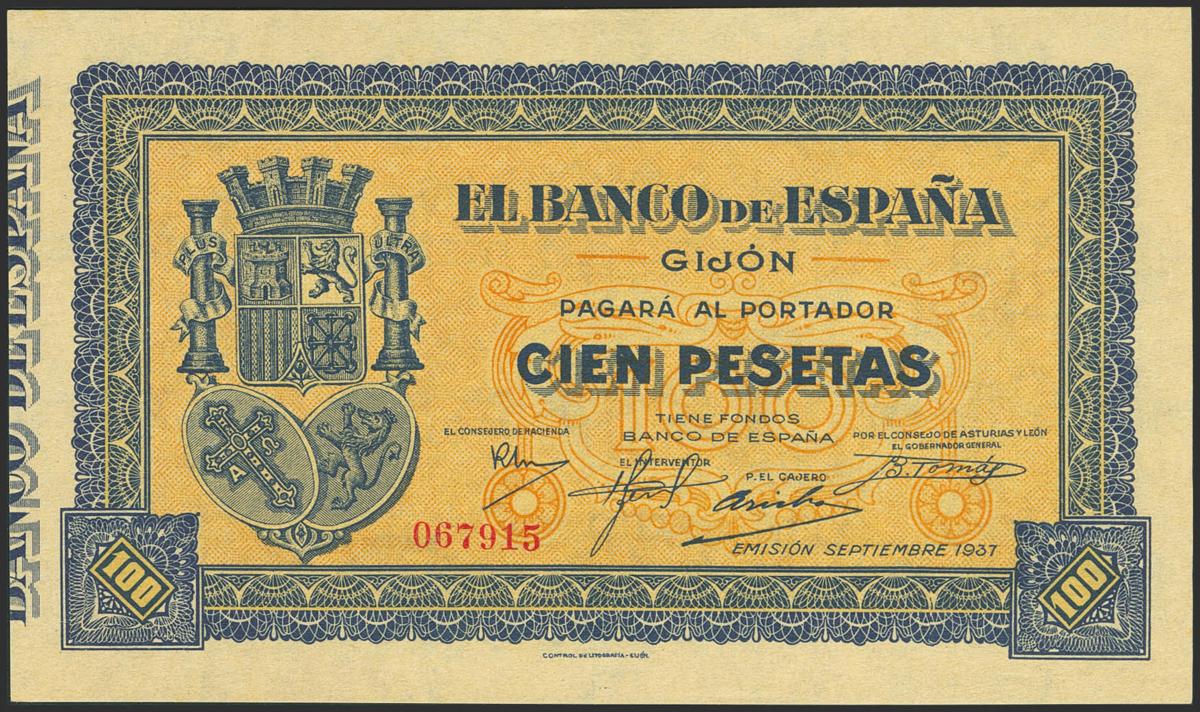 BANCO DE ESPAÑA
PLUS ULTRA
EL BANCO DE ESPAÑA
GIJÓN
PAGARÁ AL PORTADOR
CIEN PESETAS
100
TIENE FONDOS
BANCO DE ESPAÑA
EL CONSEJERO DE HACIENDA
EL INTERVENTOR
P. EL CAJERO
POR EL CONSEJO DE ASTURIAS Y LEÓN
EL GOBERNADOR GENERAL
B. Tomás
A
067915
EMISIÓN SEPTIEMBRE 1937
100
100
CONTROL DE LITOGRAFÍA-GIJÓN